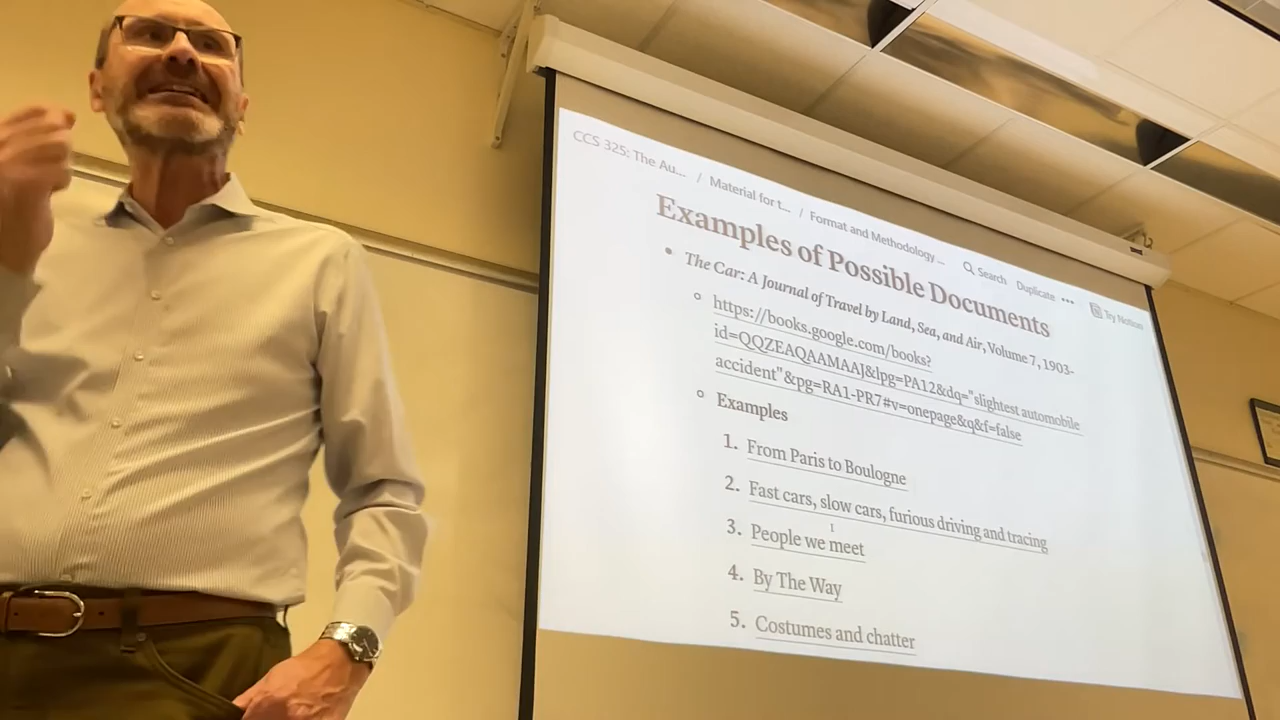 CCS 325: The Au... / Material for t... / Format and Methodology ... Search Duplicate ••• Try Notion
Examples of Possible Documents
• The Car: A Journal of Travel by Land, Sea, and Air, Volume 7, 1903-
https://books.google.com/books?
id=QQZEAQAAMAAJ&lpg=PA12&dq="slightest automobile
accident"&pg=RA1-PR7#v=onepage&q&f=false
Examples
1. From Paris to Boulogne
2. Fast cars, slow cars, furious driving and tracing
3. People we meet
4. By The Way
5. Costumes and chatter